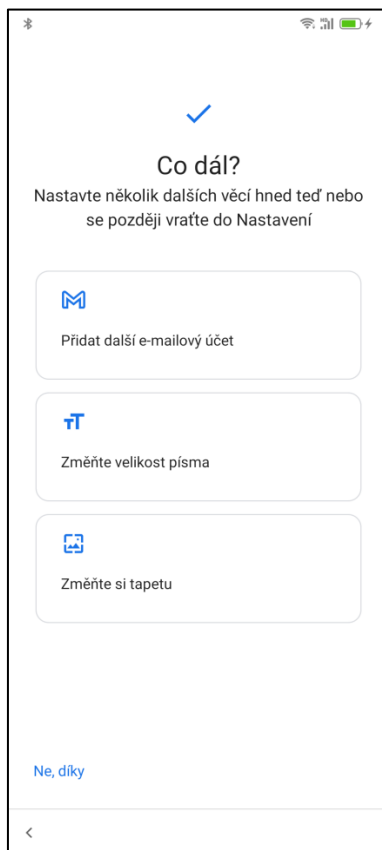 Co dál?
Nastavte několik dalších věcí hned teď nebo
se později vraťte do Nastavení
Přidat další e-mailový účet
Změňte velikost písma
Změňte si tapetu
Ne, díky